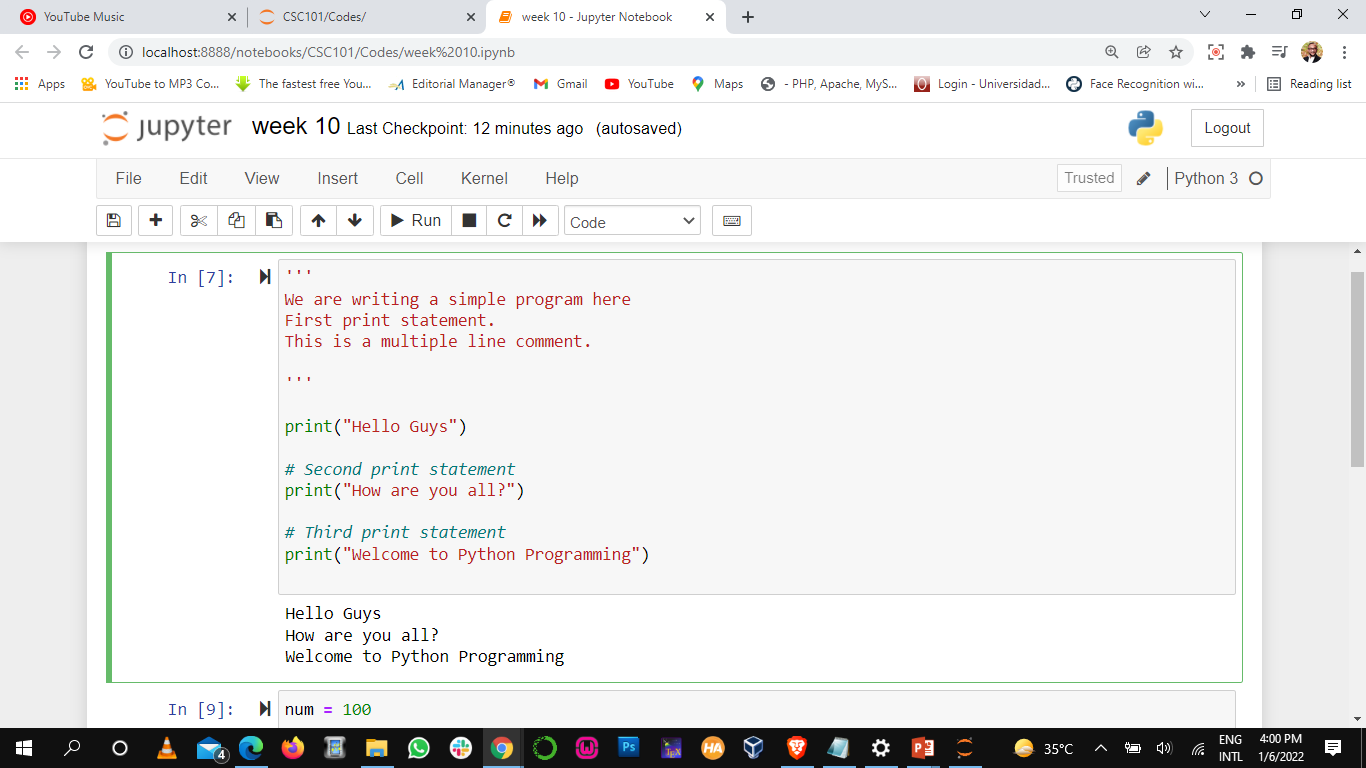 YouTube Music
CSC101/Codes/
week 10 - Jupyter Notebook
localhost:8888/notebooks/CSC101/Codes/week%2010.ipynb
Apps
YouTube to MP3 Co...
The fastest free You...
Editorial Manager®
Gmail
YouTube
Maps
- PHP, Apache, MyS...
Login - Universidad...
Face Recognition wi...
»
Reading list
jupyter
week 10 Last Checkpoint: 12 minutes ago (autosaved)
Logout
File Edit View Insert Cell Kernel Help
Trusted
Python 3
Run
Code
In [7]:
'''
We are writing a simple program here
First print statement.
This is a multiple line comment.
'''
print("Hello Guys")
# Second print statement
print("How are you all?")
# Third print statement
print("Welcome to Python Programming")
Hello Guys
How are you all?
Welcome to Python Programming
In [9]:
num = 100
4
Ps
HA
35°C
ENG
INTL
4:00 PM
1/6/2022